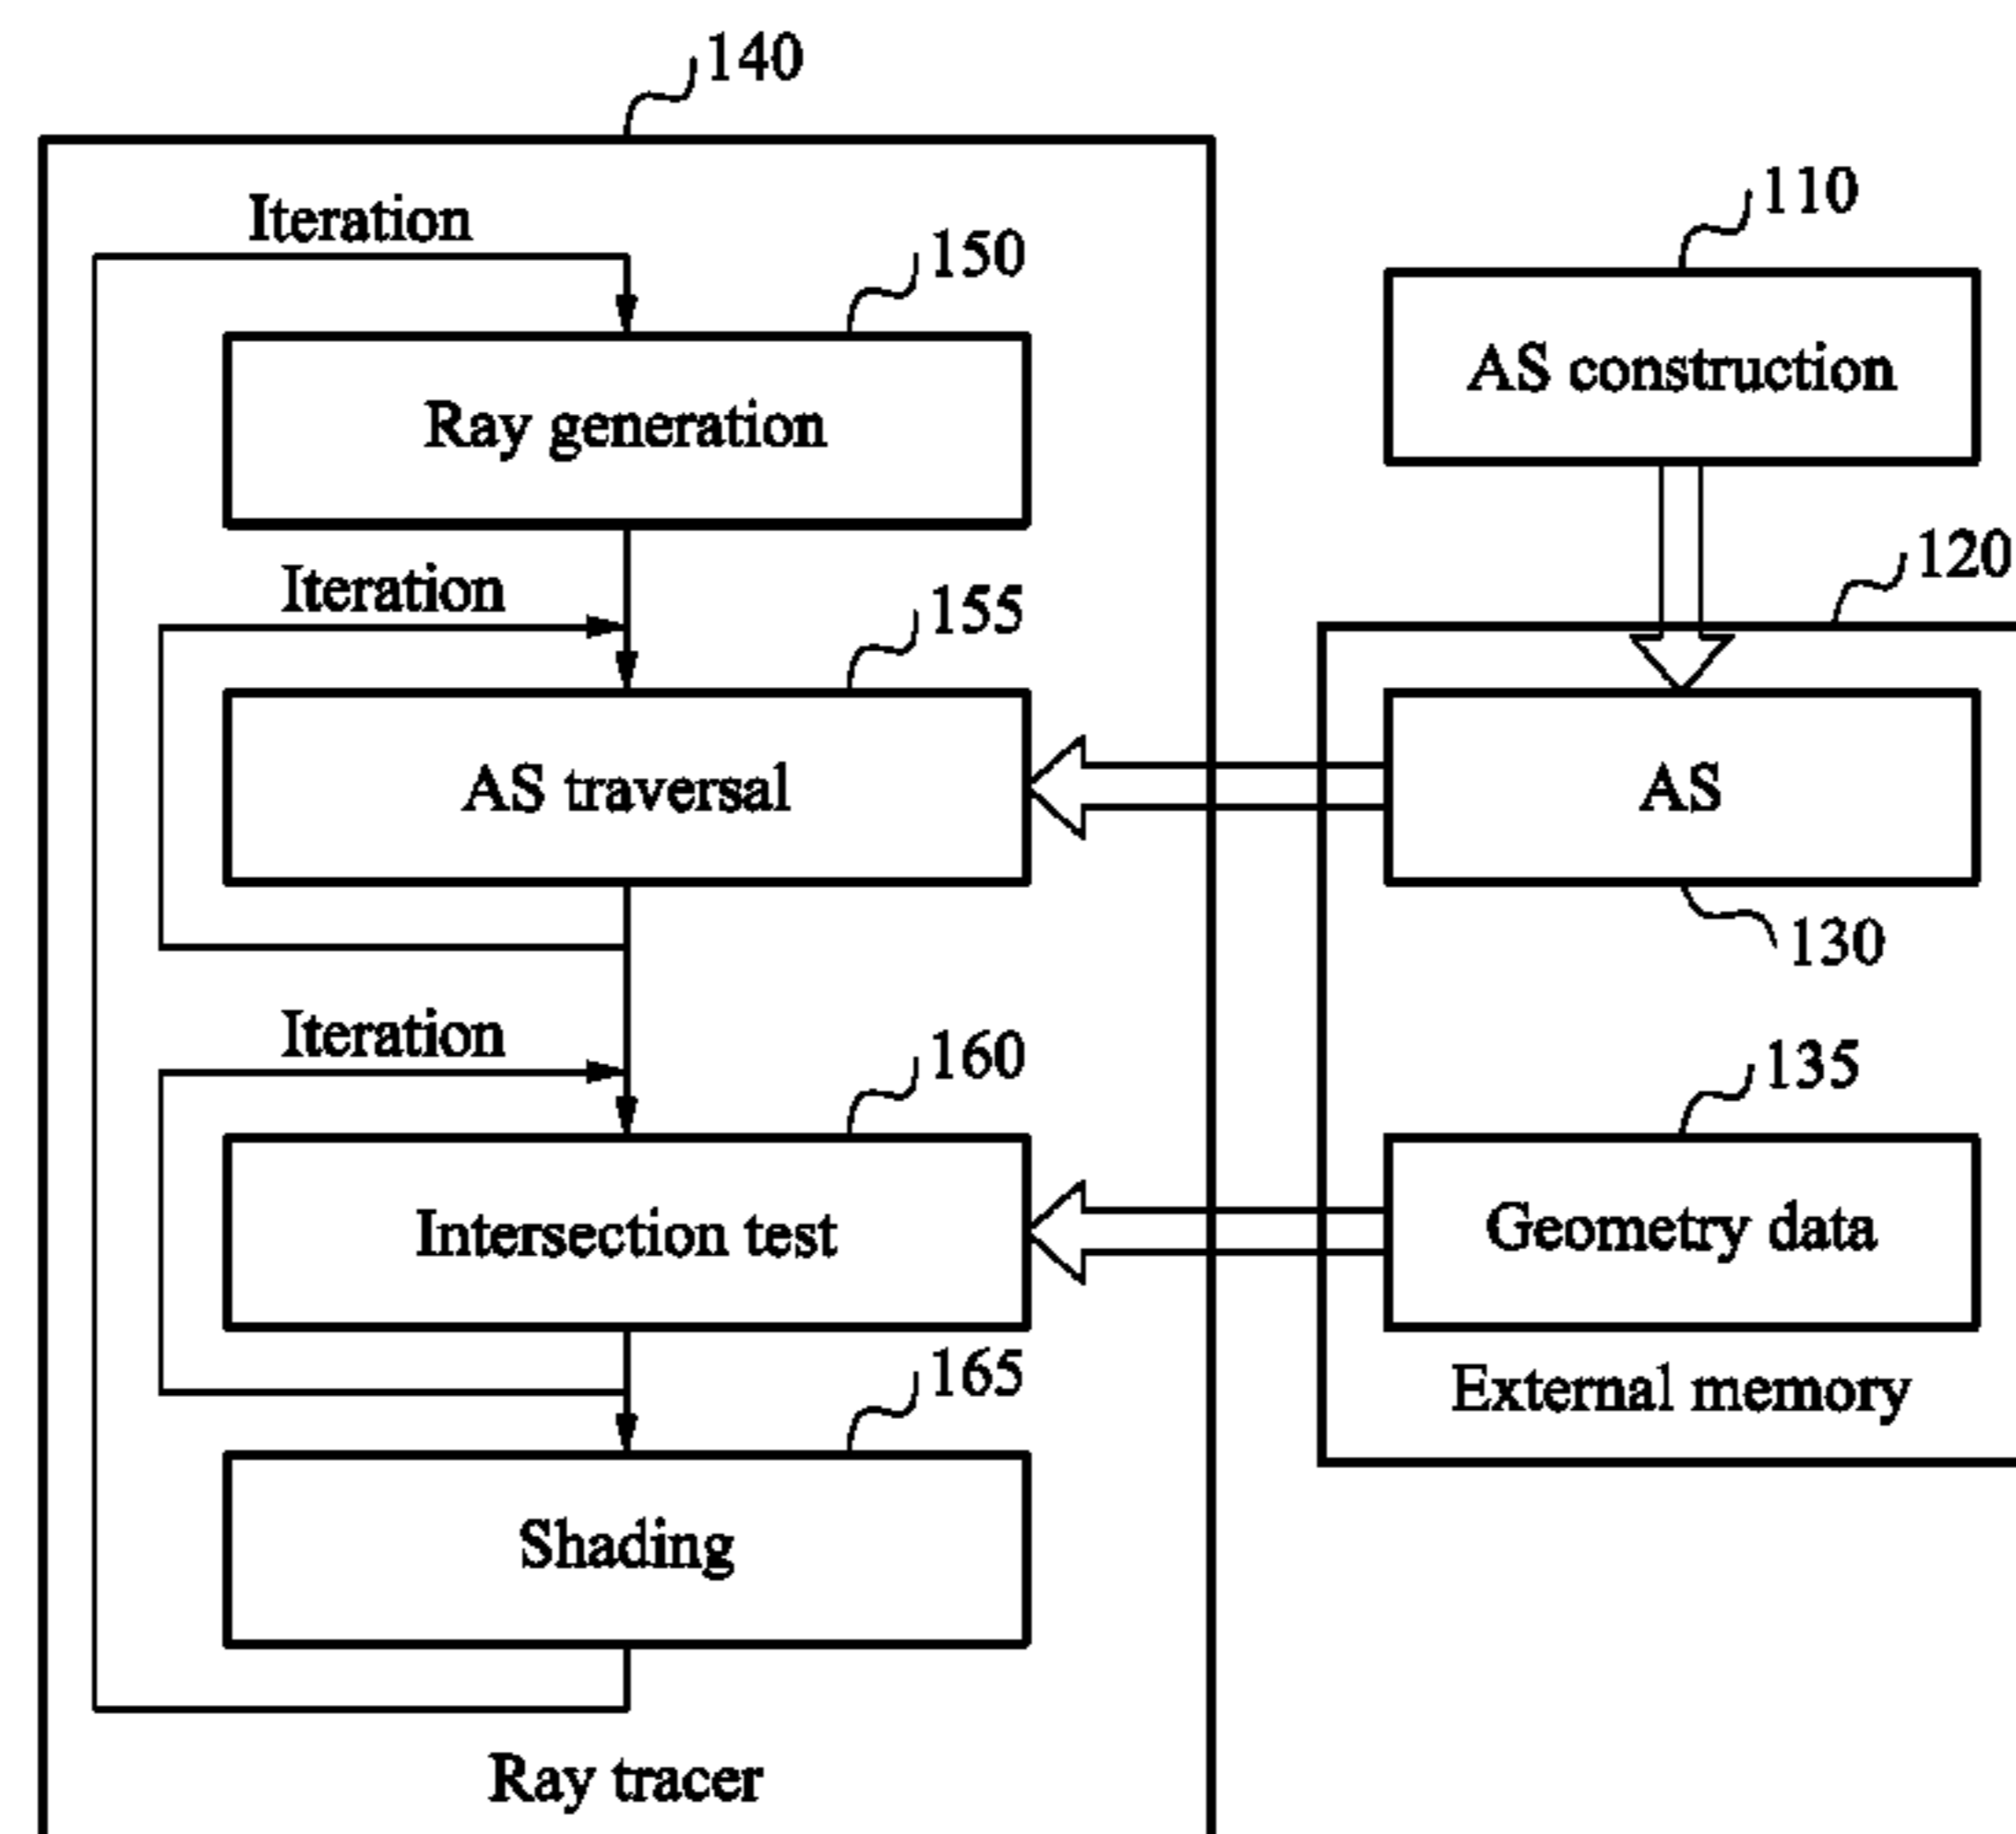 140
Iteration
150
Ray generation
Iteration
155
AS traversal
Iteration
160
Intersection test
165
Shading
Ray tracer
110
AS construction
120
AS
130
135
Geometry data
External memory